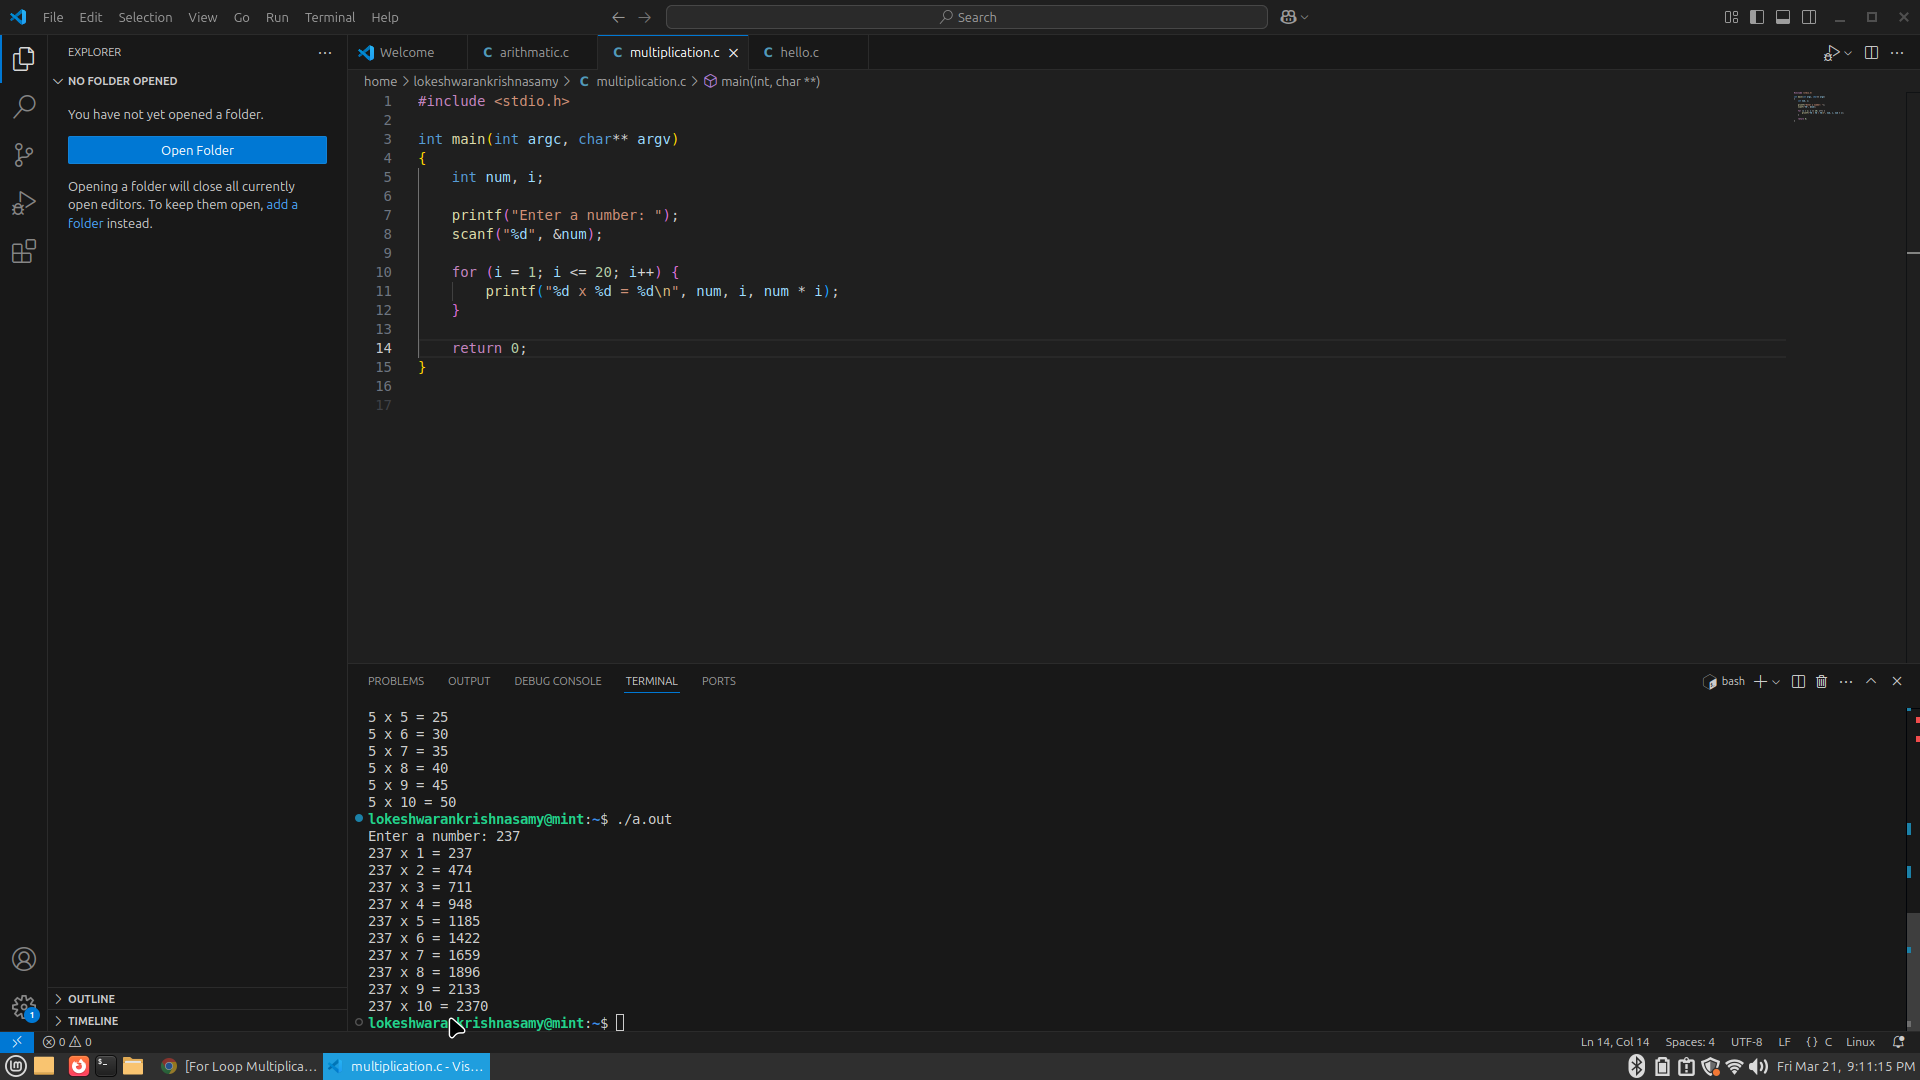 File Edit Selection View Go Run Terminal Help
Search
EXPLORER
NO FOLDER OPENED
You have not yet opened a folder.
Open Folder
Opening a folder will close all currently
open editors. To keep them open, add a
folder instead.
OUTLINE
TIMELINE
Welcome
C arithmatic.c
C multiplication.c
C hello.c
home > lokeshwarankrishnasamy > C multiplication.c > main(int, char **)
1 #include <stdio.h>
2
3 int main(int argc, char** argv)
4 {
5     int num, i;
6
7     printf("Enter a number: ");
8     scanf("%d", &num);
9
10     for (i = 1; i <= 20; i++) {
11         printf("%d x %d = %d\n", num, i, num * i);
12     }
13
14     return 0;
15 }
16
17
PROBLEMS OUTPUT DEBUG CONSOLE TERMINAL PORTS
bash
5 x 5 = 25
5 x 6 = 30
5 x 7 = 35
5 x 8 = 40
5 x 9 = 45
5 x 10 = 50
lokeshwarankrishnasamy@mint:~$ ./a.out
Enter a number: 237
237 x 1 = 237
237 x 2 = 474
237 x 3 = 711
237 x 4 = 948
237 x 5 = 1185
237 x 6 = 1422
237 x 7 = 1659
237 x 8 = 1896
237 x 9 = 2133
237 x 10 = 2370
lokeshwarankrishnasamy@mint:~$
1
0 0
Ln 14, Col 14 Spaces: 4 UTF-8 LF {} C Linux
[For Loop Multiplica...
multiplication.c - Vis...
Fri Mar 21, 9:11:15 PM